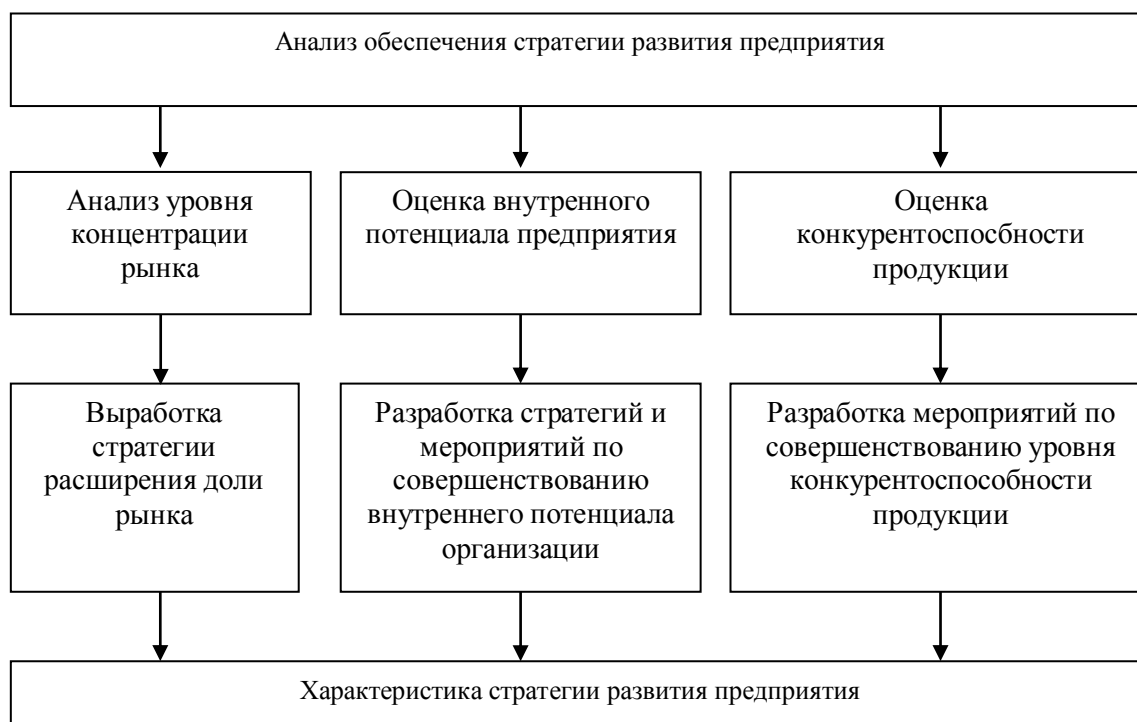 Анализ обеспечения стратегии развития предприятия
Анализ уровня
концентрации
рынка
Оценка внутренного
потенциала предприятия
Оценка
конкурентоспосбности
продукции
Выработка
стратегии
расширения доли
рынка
Разработка стратегий и
мероприятий по
совершенствованию
внутреннего потенциала
организации
Разработка мероприятий по
совершенствованию уровня
конкурентоспособности
продукции
Характеристика стратегии развития предприятия